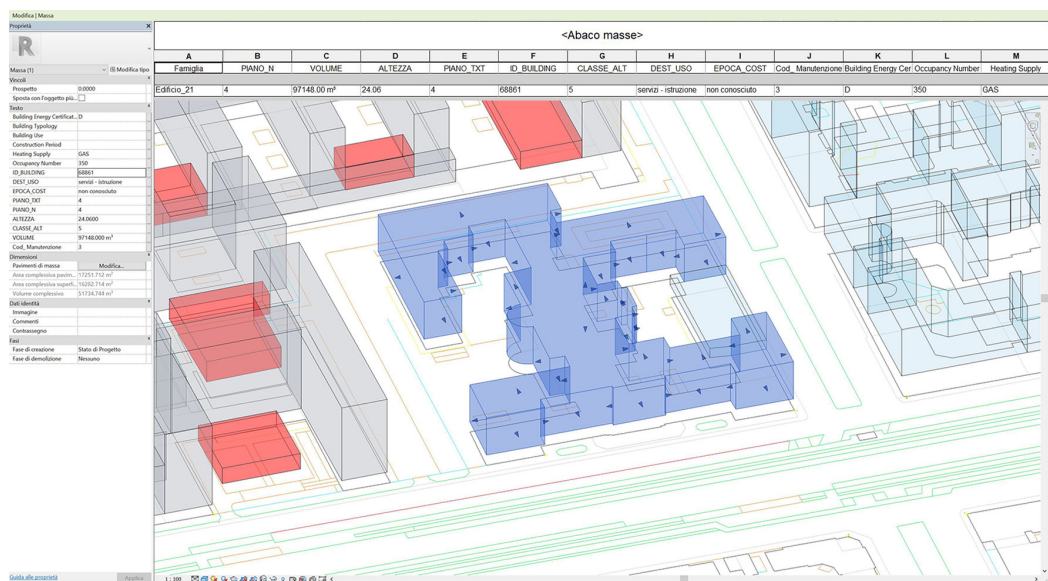 Modifica | Massa
Proprietà
R
Massa (1)
Modifica tipo
Vincoli
Prospetto 0.0000
Sposta con l'oggetto più...
Testo
Building Energy Certificat... D
Building Typology
Building Use
Construction Period
Heating Supply GAS
Occupancy Number 350
ID_BUILDING 68861
DEST_USO servizi - istruzione
EPOCA_COST non conosciuto
PIANO_TXT 4
PIANO_N 4
ALTEZZA 24.0600
CLASSE_ALT 5
VOLUME 97148.000 m³
Cod_Manutenzione 3
Dimensioni
Pavimenti di massa Modifica...
Area complessiva pavim... 17251.712 m²
Area complessiva superfi... 16202.714 m²
Volume complessivo 51734.744 m³
Dati identità
Immagine
Commenti
Contrassegno
Fasi
Fase di creazione Stato di Progetto
Fase di demolizione Nessuno
Guida alle proprietà Applica
<Abaco masse>
A B C D E F G H I J K L M
Famiglia PIANO_N VOLUME ALTEZZA PIANO_TXT ID_BUILDING CLASSE_ALT DEST_USO EPOCA_COST Cod_ Manutenzione Building Energy Cer Occupancy Number Heating Supply
Edificio_21 4 97148.00 m³ 24.06 4 68861 5 servizi - istruzione non conosciuto 3 D 350 GAS
1 : 100